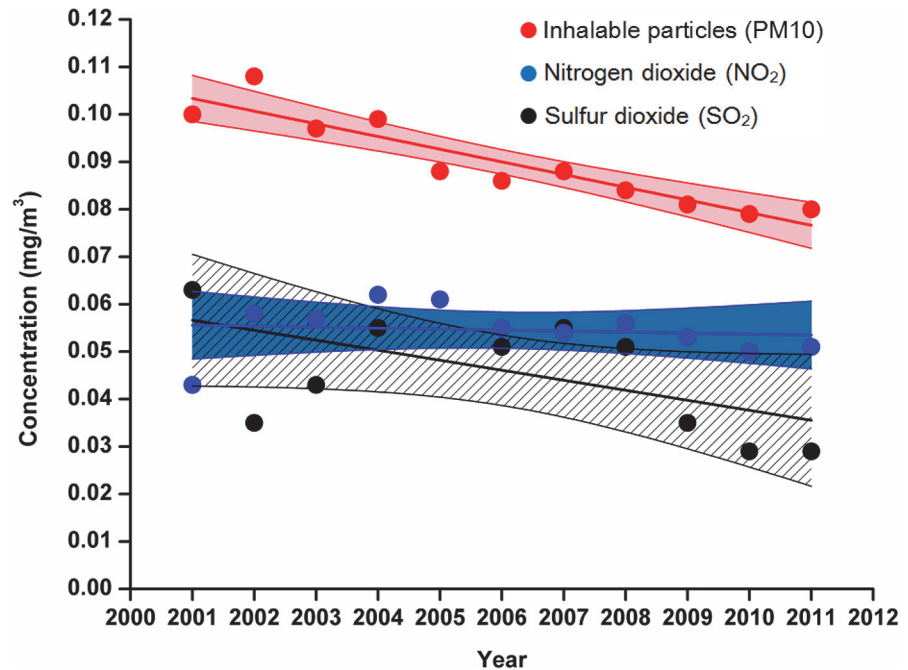 0.12
0.11
0.10
0.09
0.08
0.07
0.06
0.05
0.04
0.03
0.02
0.01
0.00
Concentration (mg/m³)
Inhalable particles (PM10)
Nitrogen dioxide (NO₂)
Sulfur dioxide (SO₂)
2000 2001 2002 2003 2004 2005 2006 2007 2008 2009 2010 2011 2012
Year